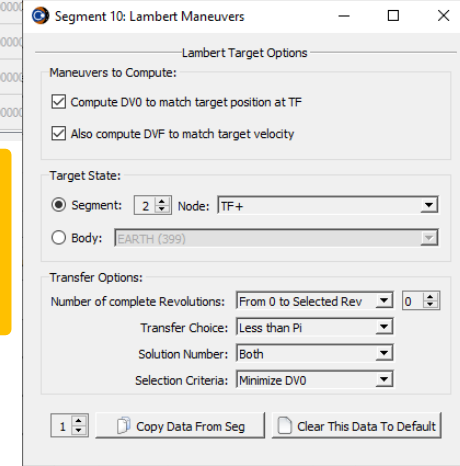 Segment 10: Lambert Maneuvers
Lambert Target Options
Maneuvers to Compute:
Compute DV0 to match target position at TF
Also compute DVF to match target velocity
Target State:
Segment: 2 Node: TF+
Body: EARTH (399)
Transfer Options:
Number of complete Revolutions: From 0 to Selected Rev 0
Transfer Choice: Less than Pi
Solution Number: Both
Selection Criteria: Minimize DV0
1 Copy Data From Seg Clear This Data To Default